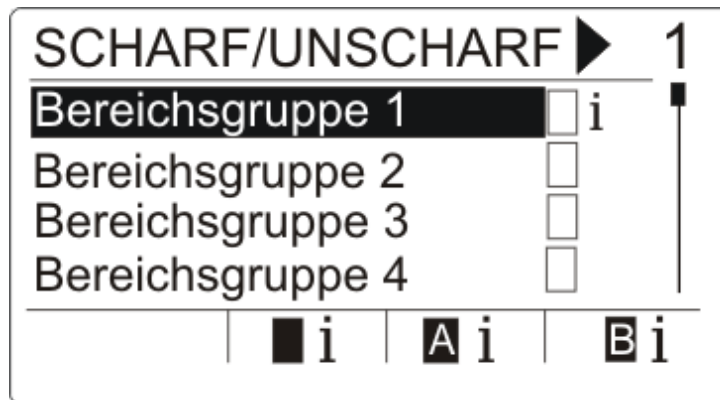 SCHARF/UNSCHARF 1
Bereichsgruppe 1 i
Bereichsgruppe 2
Bereichsgruppe 3
Bereichsgruppe 4
i A i B i